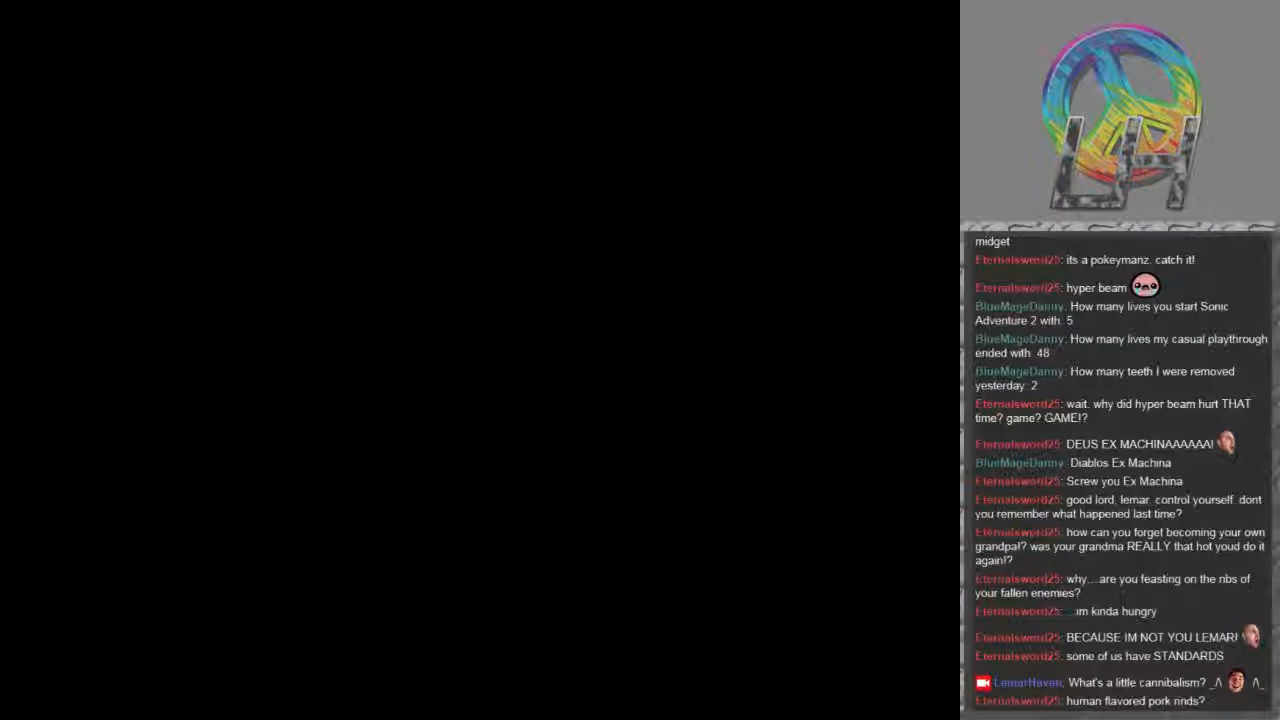 LH
midget
Eternalsword25: its a pokeymanz. catch it!
Eternalsword25: hyper beam
BlueMageDanny: How many lives you start Sonic
Adventure 2 with: 5
BlueMageDanny: How many lives my casual playthrough
ended with: 48
BlueMageDanny: How many teeth I were removed
yesterday: 2
Eternalsword25: wait. why did hyper beam hurt THAT
time? game? GAME!?
Eternalsword25: DEUS EX MACHINAAAAAA!
BlueMageDanny: Diablos Ex Machina
Eternalsword25: Screw you Ex Machina
Eternalsword25: good lord, lemar. control yourself. dont
you remember what happened last time?
Eternalsword25: how can you forget becoming your own
grandpa!? was your grandma REALLY that hot youd do it
again!?
Eternalsword25: why....are you feasting on the ribs of
your fallen enemies?
Eternalsword25: ...im kinda hungry
Eternalsword25: BECAUSE IM NOT YOU LEMAR!
Eternalsword25: some of us have STANDARDS
LemarHaven: What's a little cannibalism? _/\ /\_
Eternalsword25: human flavored pork rinds?